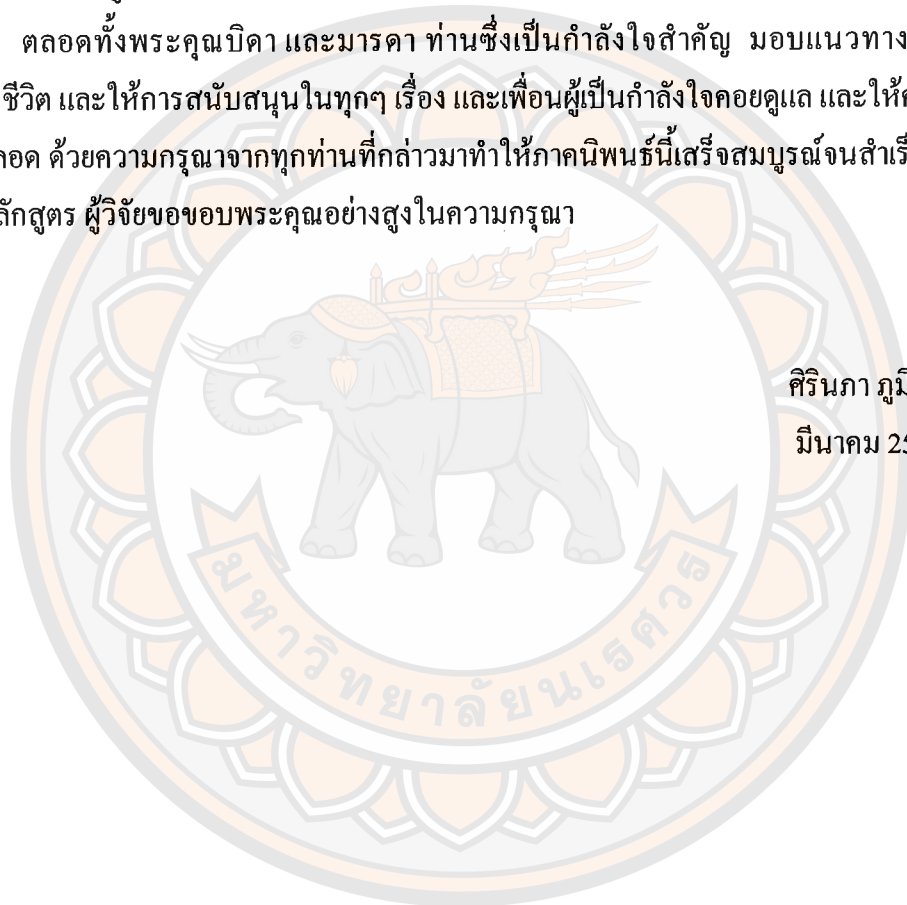 ตลอดทั้งพระคุณบิดา และมารดา ท่านซึ่งเป็นกำลังใจสำคัญ มอบแนวทาง
ชีวิต และให้การสนับสนุนในทุกๆ เรื่อง และเพื่อนผู้เป็นกำลังใจคอยดูแล และให้
ลอด ด้วยความกรุณาจากทุกท่านที่กล่าวมาทำให้ภาคนิพนธ์นี้เสร็จสมบูรณ์จนสำเร็
ลักสูตร ผู้วิจัยขอขอบพระคุณอย่างสูงในความกรุณา
ศิรินภา ภูมิ
มีนาคม 25
มหาวิทยาลัยนเรศวร